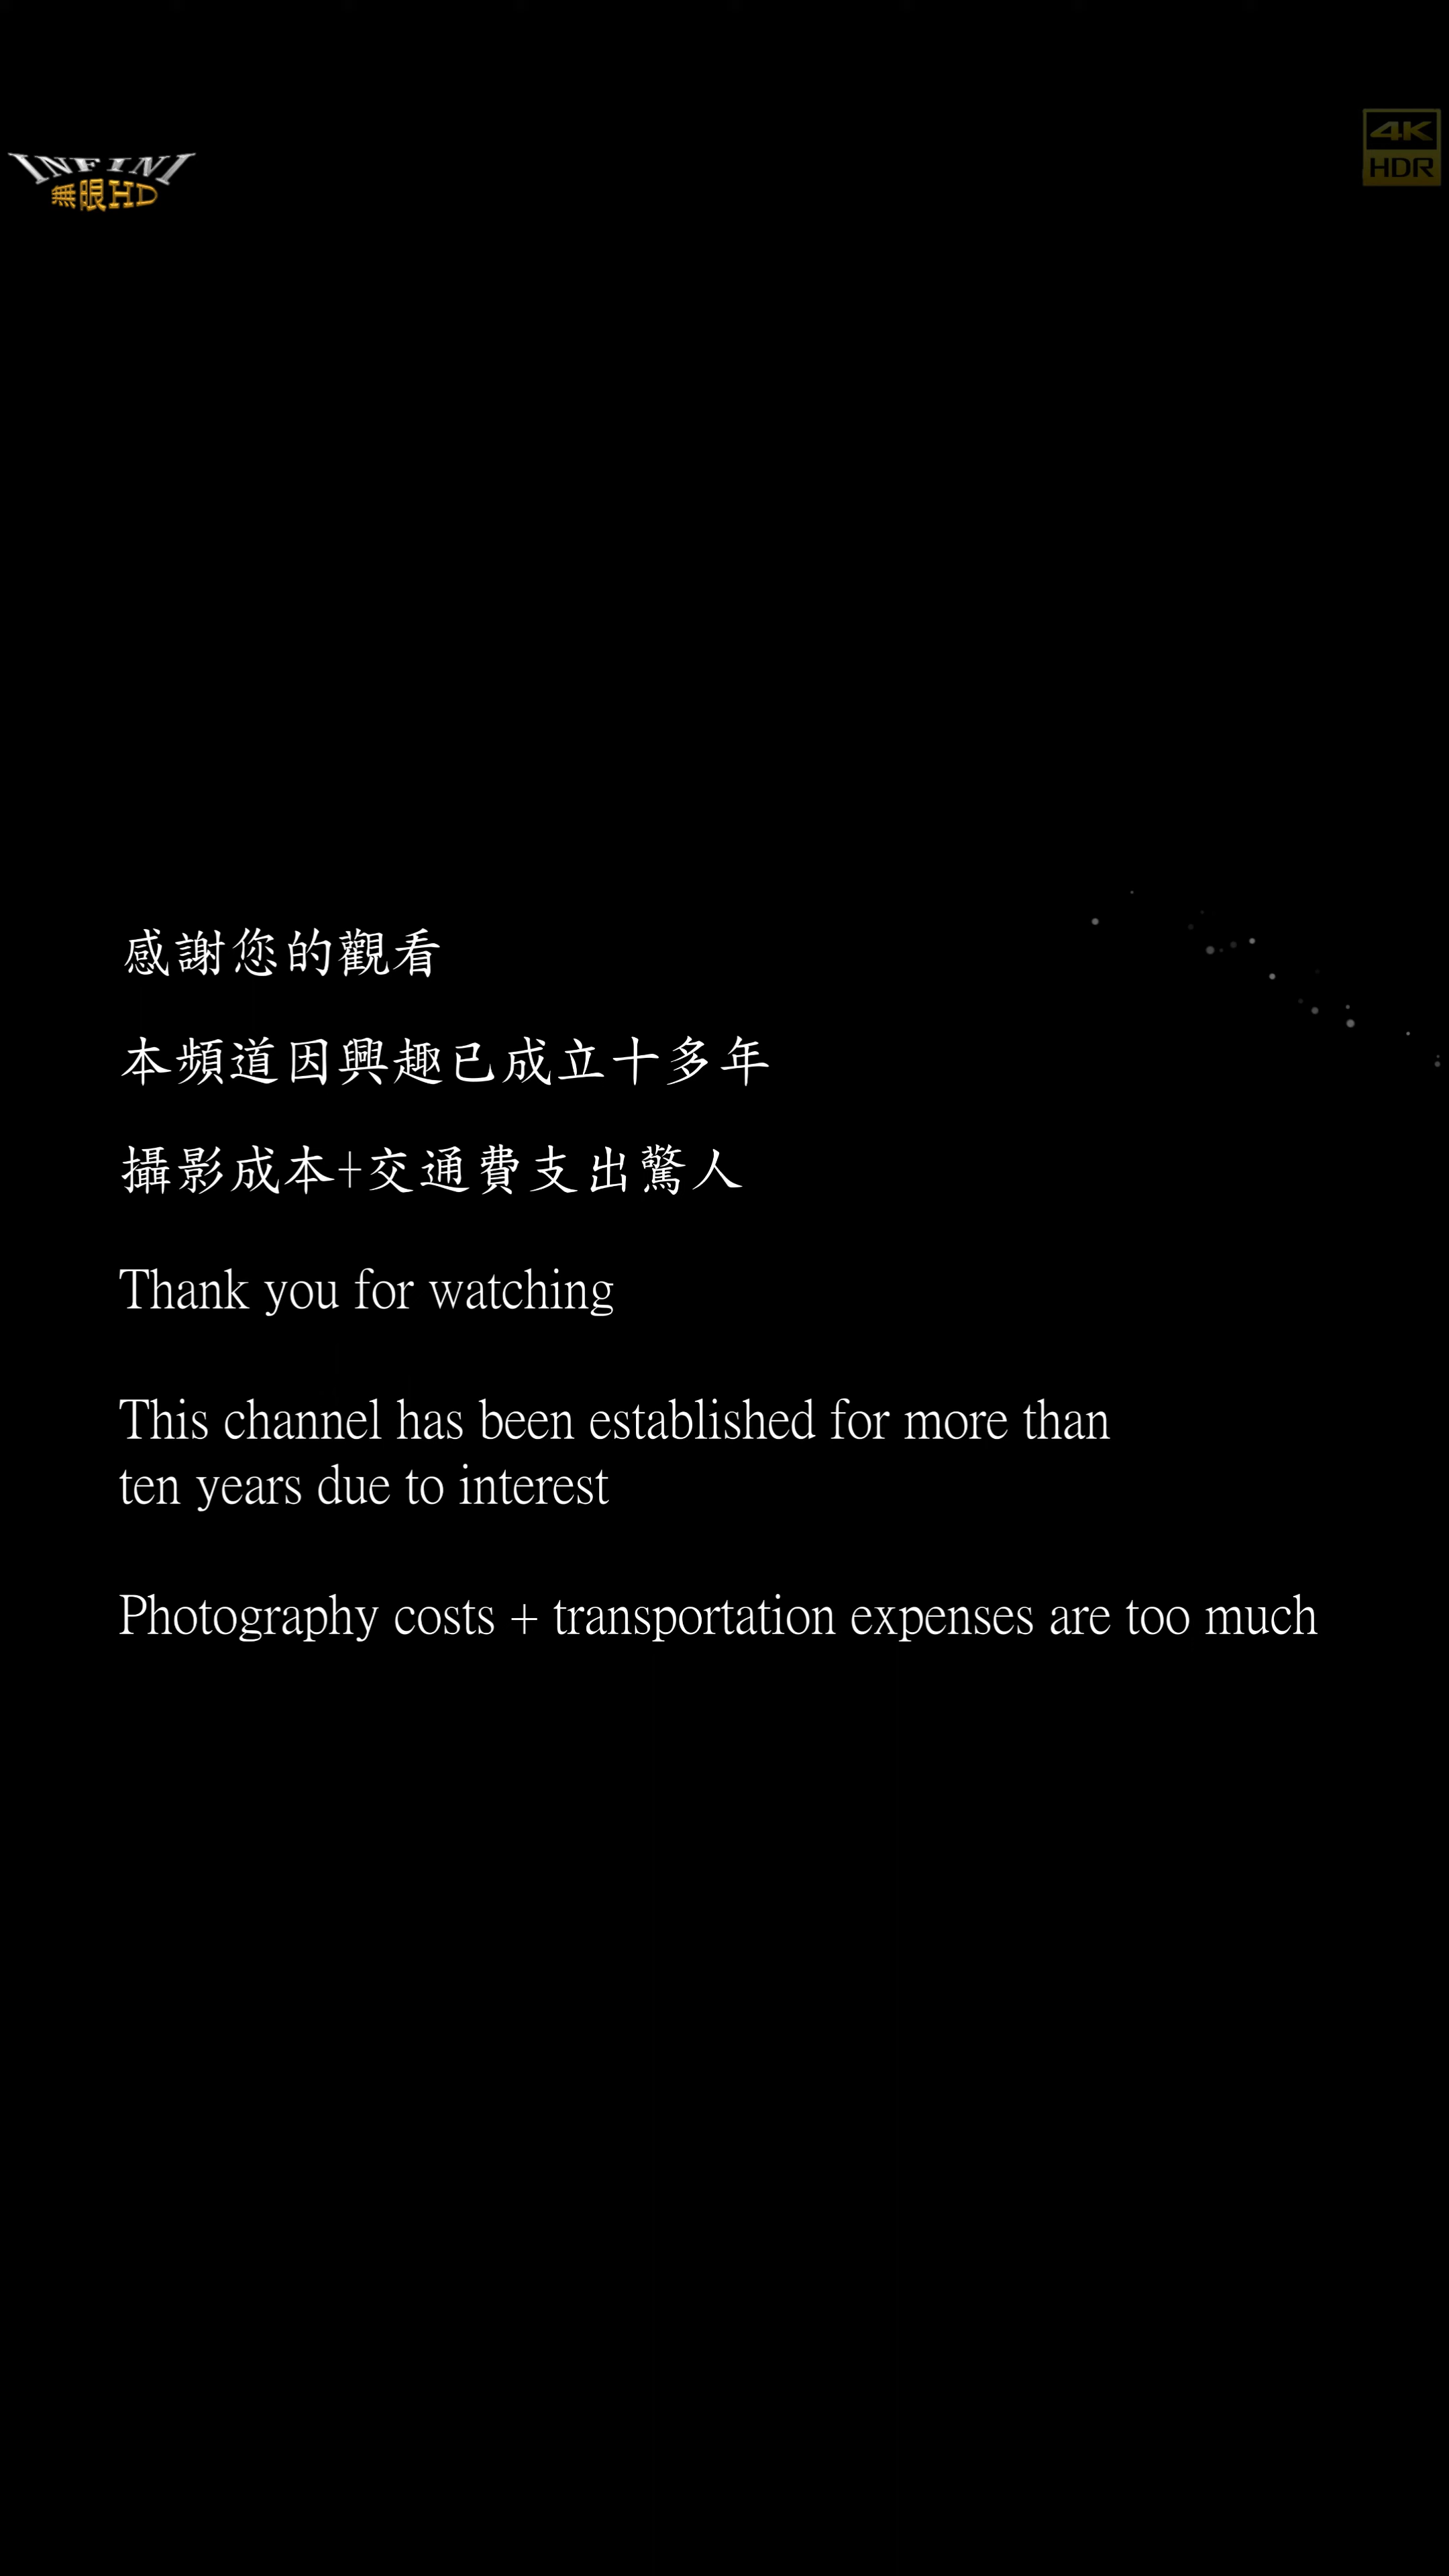 INFINI
無限HD
4K
HDR
感謝您的觀看
本頻道因興趣已成立十多年
攝影成本+交通費支出驚人
Thank you for watching
This channel has been established for more than
ten years due to interest
Photography costs + transportation expenses are too much